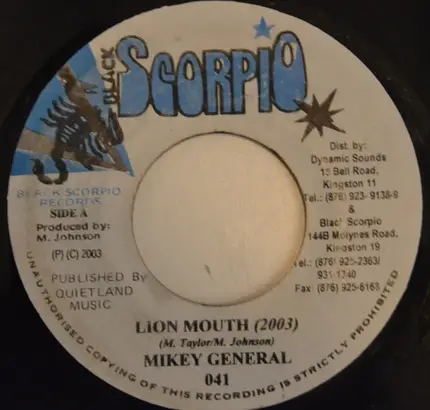 BLACK
SCORPIO
BLACK SCORPIO
RECORDS
SIDE A
Produced by:
M. Johnson
(P) (C) 2003
PUBLISHED By
QUIETLAND
MUSIC
Dist. by:
Dynamic Sounds
15 Bell Road,
Kingston 11
Tel.: (876) 923-9138-9
&
Black Scorpio
144B Molynes Road,
Kingston 19
Tel.: (876) 925-2363/
931-1340
Fax (876) 925-6168
LION MOUTH (2003)
(M. Taylor/M. Johnson)
MIKEY GENERAL
041
UNAUTHORISED COPYING OF THIS RECORDING IS STRICTLY PROHIBITED